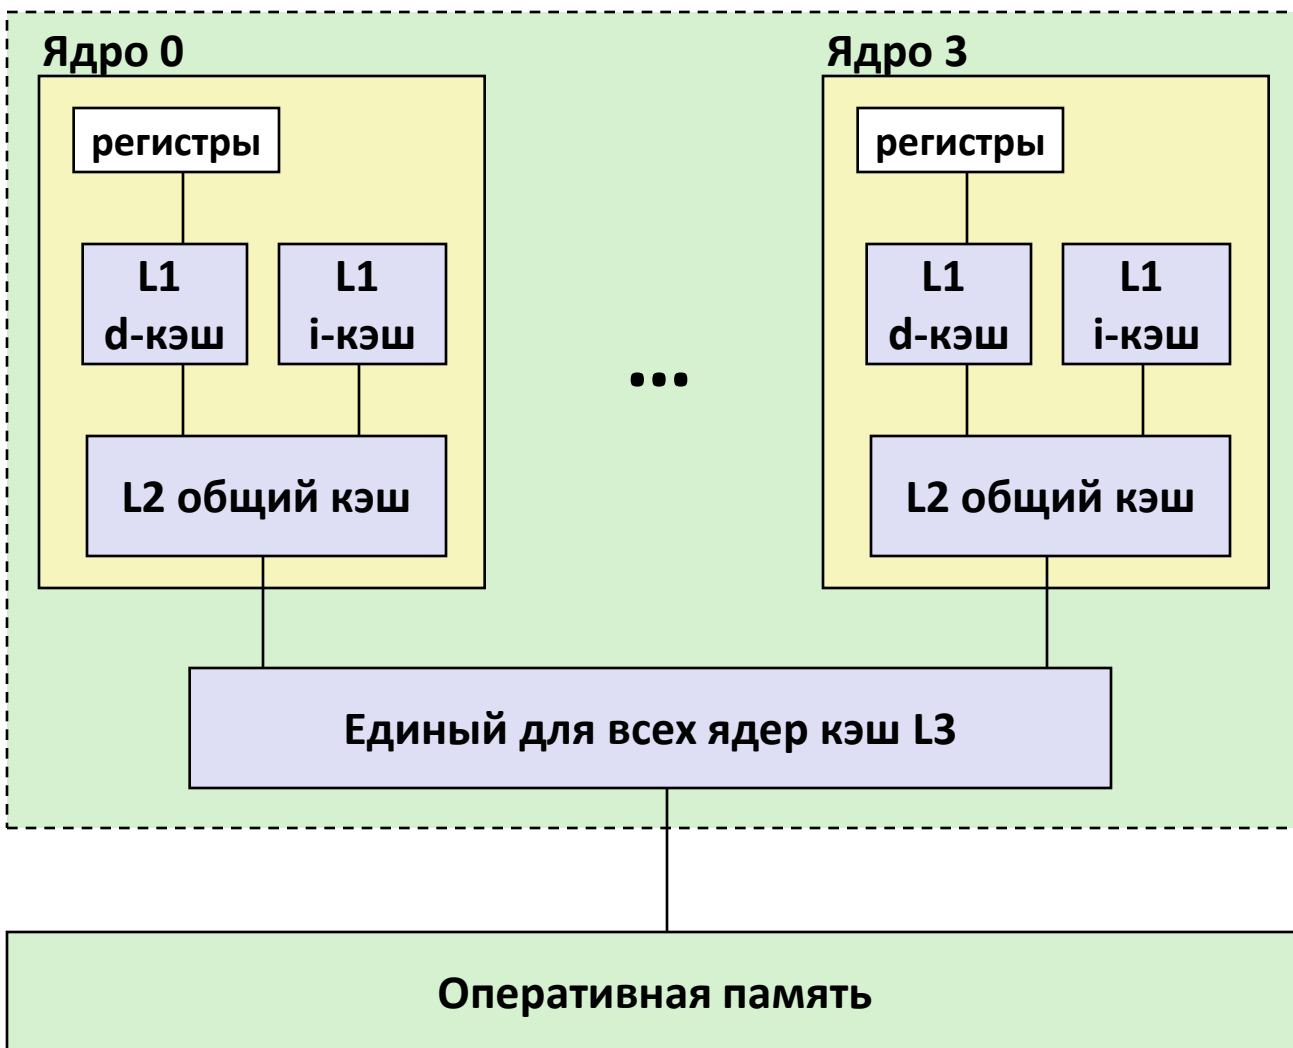 Ядро 0
регистры
L1
d-кэш
L1
i-кэш
L2 общий кэш
...
Ядро 3
регистры
L1
d-кэш
L1
i-кэш
L2 общий кэш
Единый для всех ядер кэш L3
Оперативная память